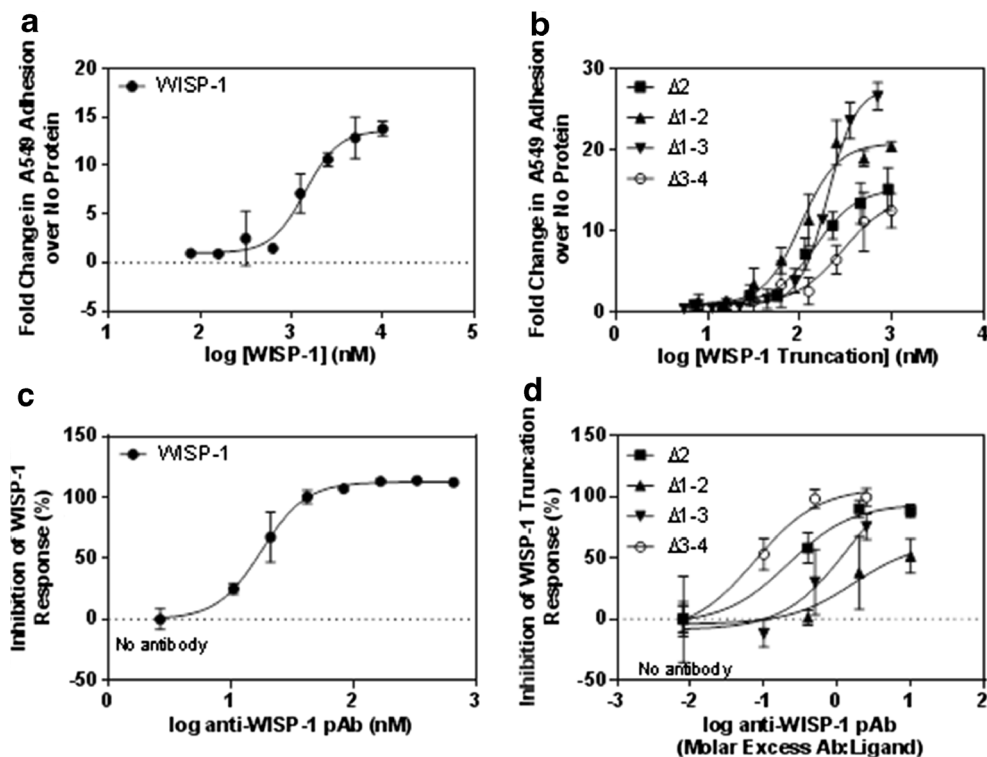 a
Fold Change in A549 Adhesion
over No Protein
20
15
10
5
0
-5
WISP-1
1
2
3
4
5
log [WISP-1] (nM)
b
Fold Change in A549 Adhesion
over No Protein
30
20
10
0
Δ2
Δ1-2
Δ1-3
Δ3-4
0
1
2
3
4
log [WISP-1 Truncation] (nM)
c
Inhibition of WISP-1
Response (%)
150
100
50
0
-50
WISP-1
No antibody
0
1
2
3
log anti-WISP-1 pAb (nM)
d
Inhibition of WISP-1 Truncation
Response (%)
150
100
50
0
-50
Δ2
Δ1-2
Δ1-3
Δ3-4
No antibody
-3
-2
-1
0
1
2
log anti-WISP-1 pAb
(Molar Excess Ab:Ligand)